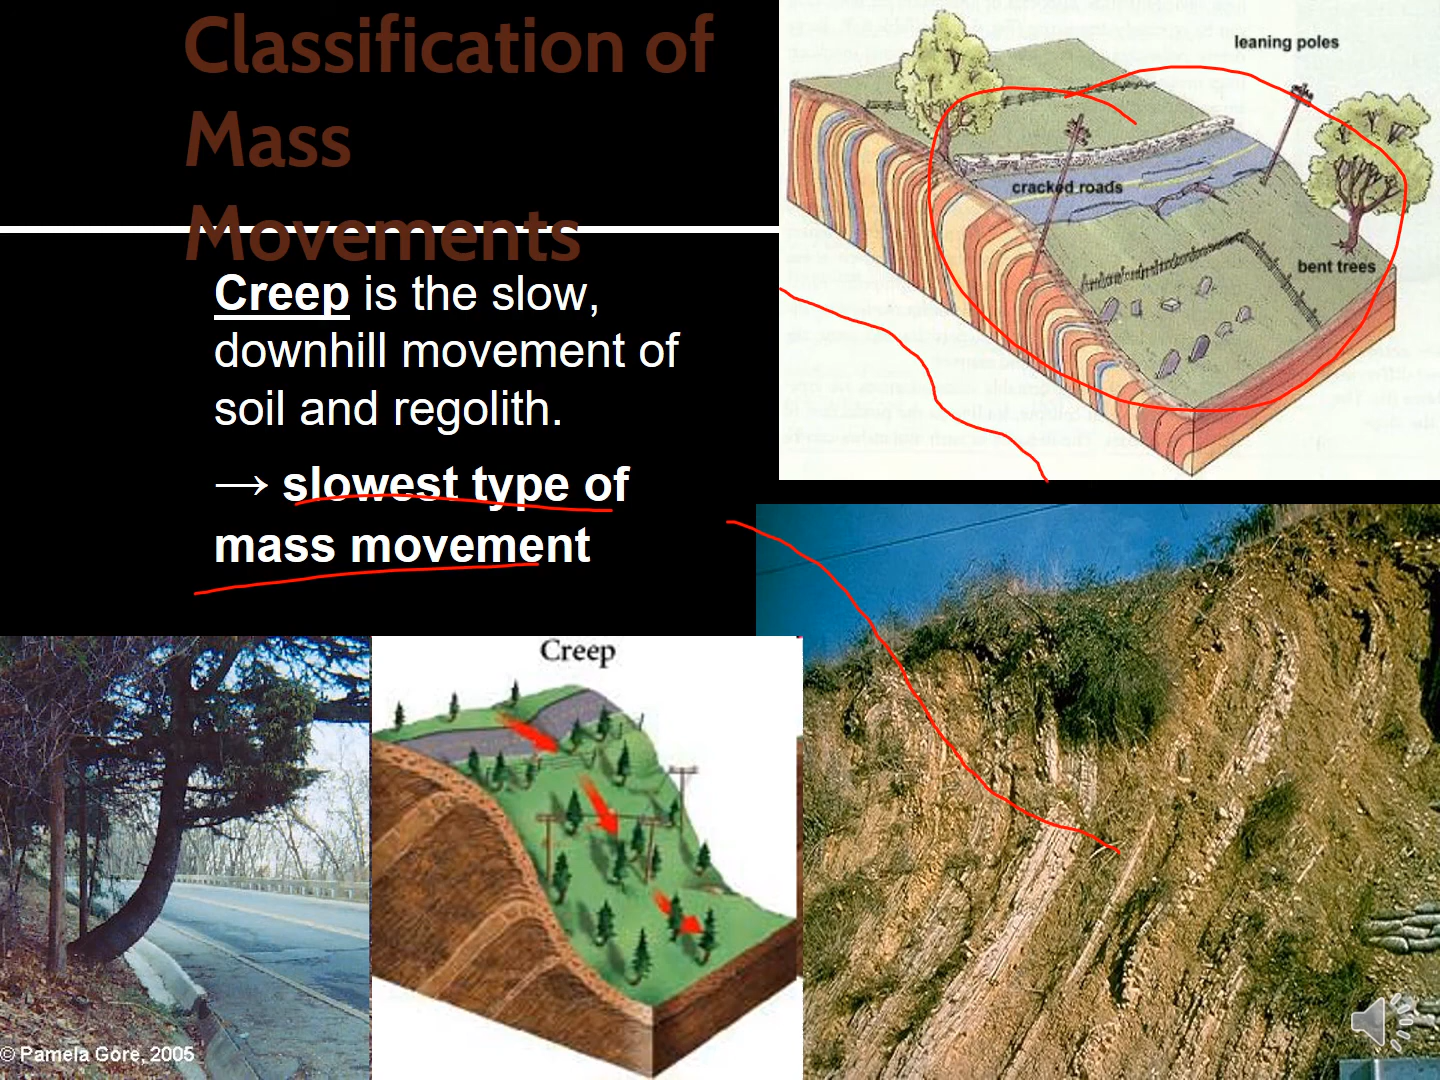 Classification of
Mass
Movements
Creep is the slow,
downhill movement of
soil and regolith.
→ slowest type of
mass movement
leaning poles
cracked roads
bent trees
Creep
© Pamela Gore, 2005